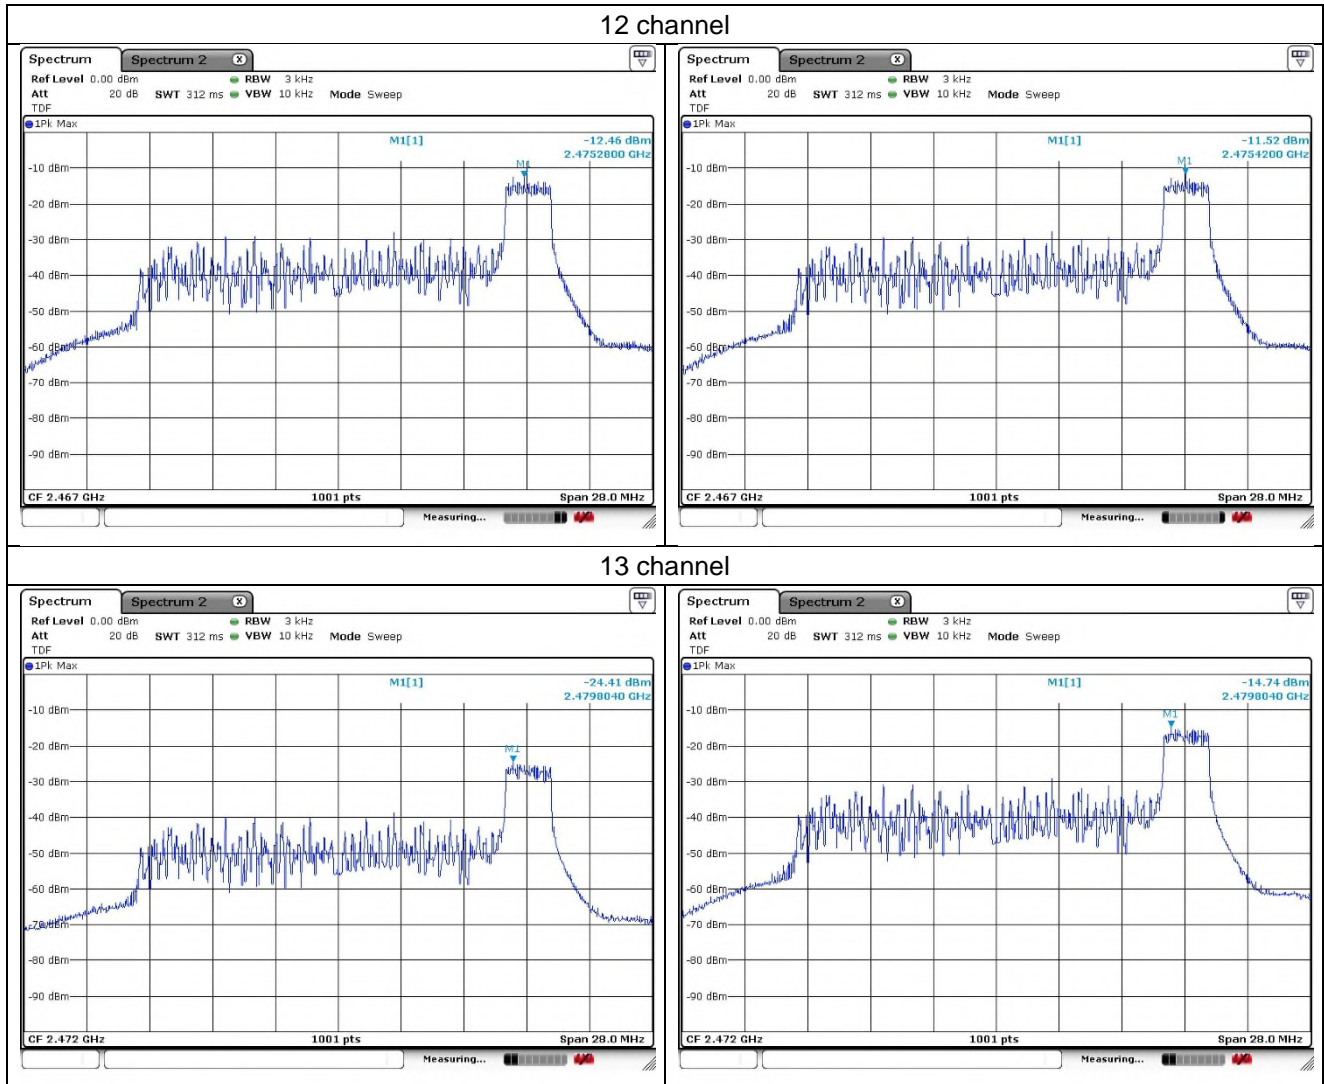 12 channel
Spectrum Spectrum 2 X
Ref Level 0.00 dBm RBW 3 kHz
Att 20 dB SWT 312 ms VBW 10 kHz Mode Sweep
TDF
1Pk Max
M1[1] -12.46 dBm
2.4752800 GHz
M1
-10 dBm
-20 dBm
-30 dBm
-40 dBm
-50 dBm
-60 dBm
-70 dBm
-80 dBm
-90 dBm
CF 2.467 GHz 1001 pts Span 28.0 MHz
Measuring...
Spectrum Spectrum 2 X
Ref Level 0.00 dBm RBW 3 kHz
Att 20 dB SWT 312 ms VBW 10 kHz Mode Sweep
TDF
1Pk Max
M1[1] -11.52 dBm
2.4754200 GHz
M1
-10 dBm
-20 dBm
-30 dBm
-40 dBm
-50 dBm
-60 dBm
-70 dBm
-80 dBm
-90 dBm
CF 2.467 GHz 1001 pts Span 28.0 MHz
Measuring...
13 channel
Spectrum Spectrum 2 X
Ref Level 0.00 dBm RBW 3 kHz
Att 20 dB SWT 312 ms VBW 10 kHz Mode Sweep
TDF
1Pk Max
M1[1] -24.41 dBm
2.4798040 GHz
M1
-10 dBm
-20 dBm
-30 dBm
-40 dBm
-50 dBm
-60 dBm
-70 dBm
-80 dBm
-90 dBm
CF 2.472 GHz 1001 pts Span 28.0 MHz
Measuring...
Spectrum Spectrum 2 X
Ref Level 0.00 dBm RBW 3 kHz
Att 20 dB SWT 312 ms VBW 10 kHz Mode Sweep
TDF
1Pk Max
M1[1] -14.74 dBm
2.4798040 GHz
M1
-10 dBm
-20 dBm
-30 dBm
-40 dBm
-50 dBm
-60 dBm
-70 dBm
-80 dBm
-90 dBm
CF 2.472 GHz 1001 pts Span 28.0 MHz
Measuring...